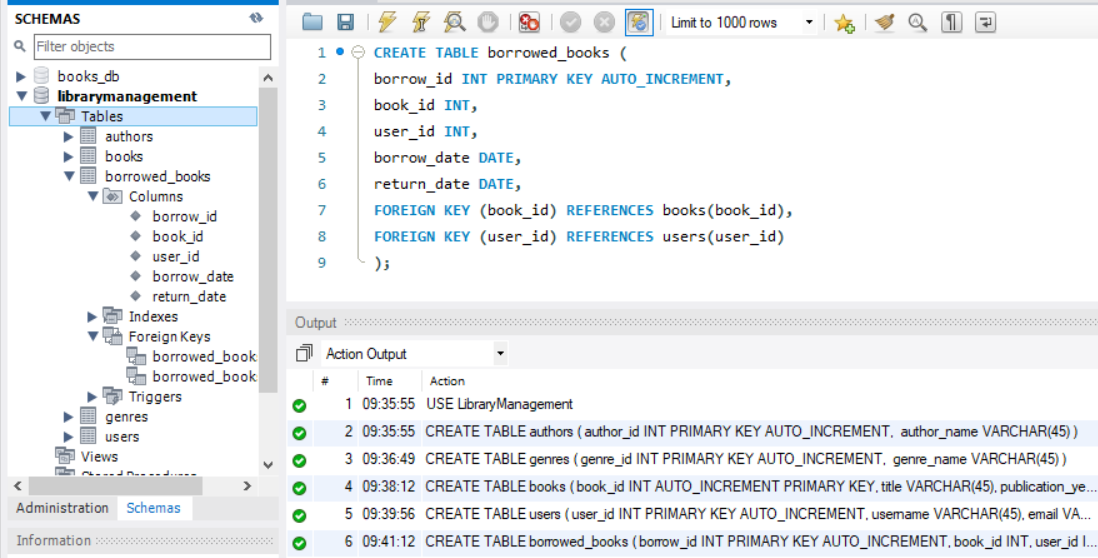 SCHEMAS
Filter objects
books_db
librarymanagement
Tables
authors
books
borrowed_books
Columns
borrow_id
book_id
user_id
borrow_date
return_date
Indexes
Foreign Keys
borrowed_book
borrowed_book
Triggers
genres
users
Views
Stored Procedures
Administration Schemas
Information
Limit to 1000 rows
1 CREATE TABLE borrowed_books (
2 borrow_id INT PRIMARY KEY AUTO_INCREMENT,
3 book_id INT,
4 user_id INT,
5 borrow_date DATE,
6 return_date DATE,
7 FOREIGN KEY (book_id) REFERENCES books(book_id),
8 FOREIGN KEY (user_id) REFERENCES users(user_id)
9 );
Output
Action Output
# Time Action
1 09:35:55 USE LibraryManagement
2 09:35:55 CREATE TABLE authors ( author_id INT PRIMARY KEY AUTO_INCREMENT, author_name VARCHAR(45) )
3 09:36:49 CREATE TABLE genres ( genre_id INT PRIMARY KEY AUTO_INCREMENT, genre_name VARCHAR(45) )
4 09:38:12 CREATE TABLE books ( book_id INT AUTO_INCREMENT PRIMARY KEY, title VARCHAR(45), publication_ye...
5 09:39:56 CREATE TABLE users ( user_id INT PRIMARY KEY AUTO_INCREMENT, username VARCHAR(45), email VA...
6 09:41:12 CREATE TABLE borrowed_books ( borrow_id INT PRIMARY KEY AUTO_INCREMENT, book_id INT, user_id I...